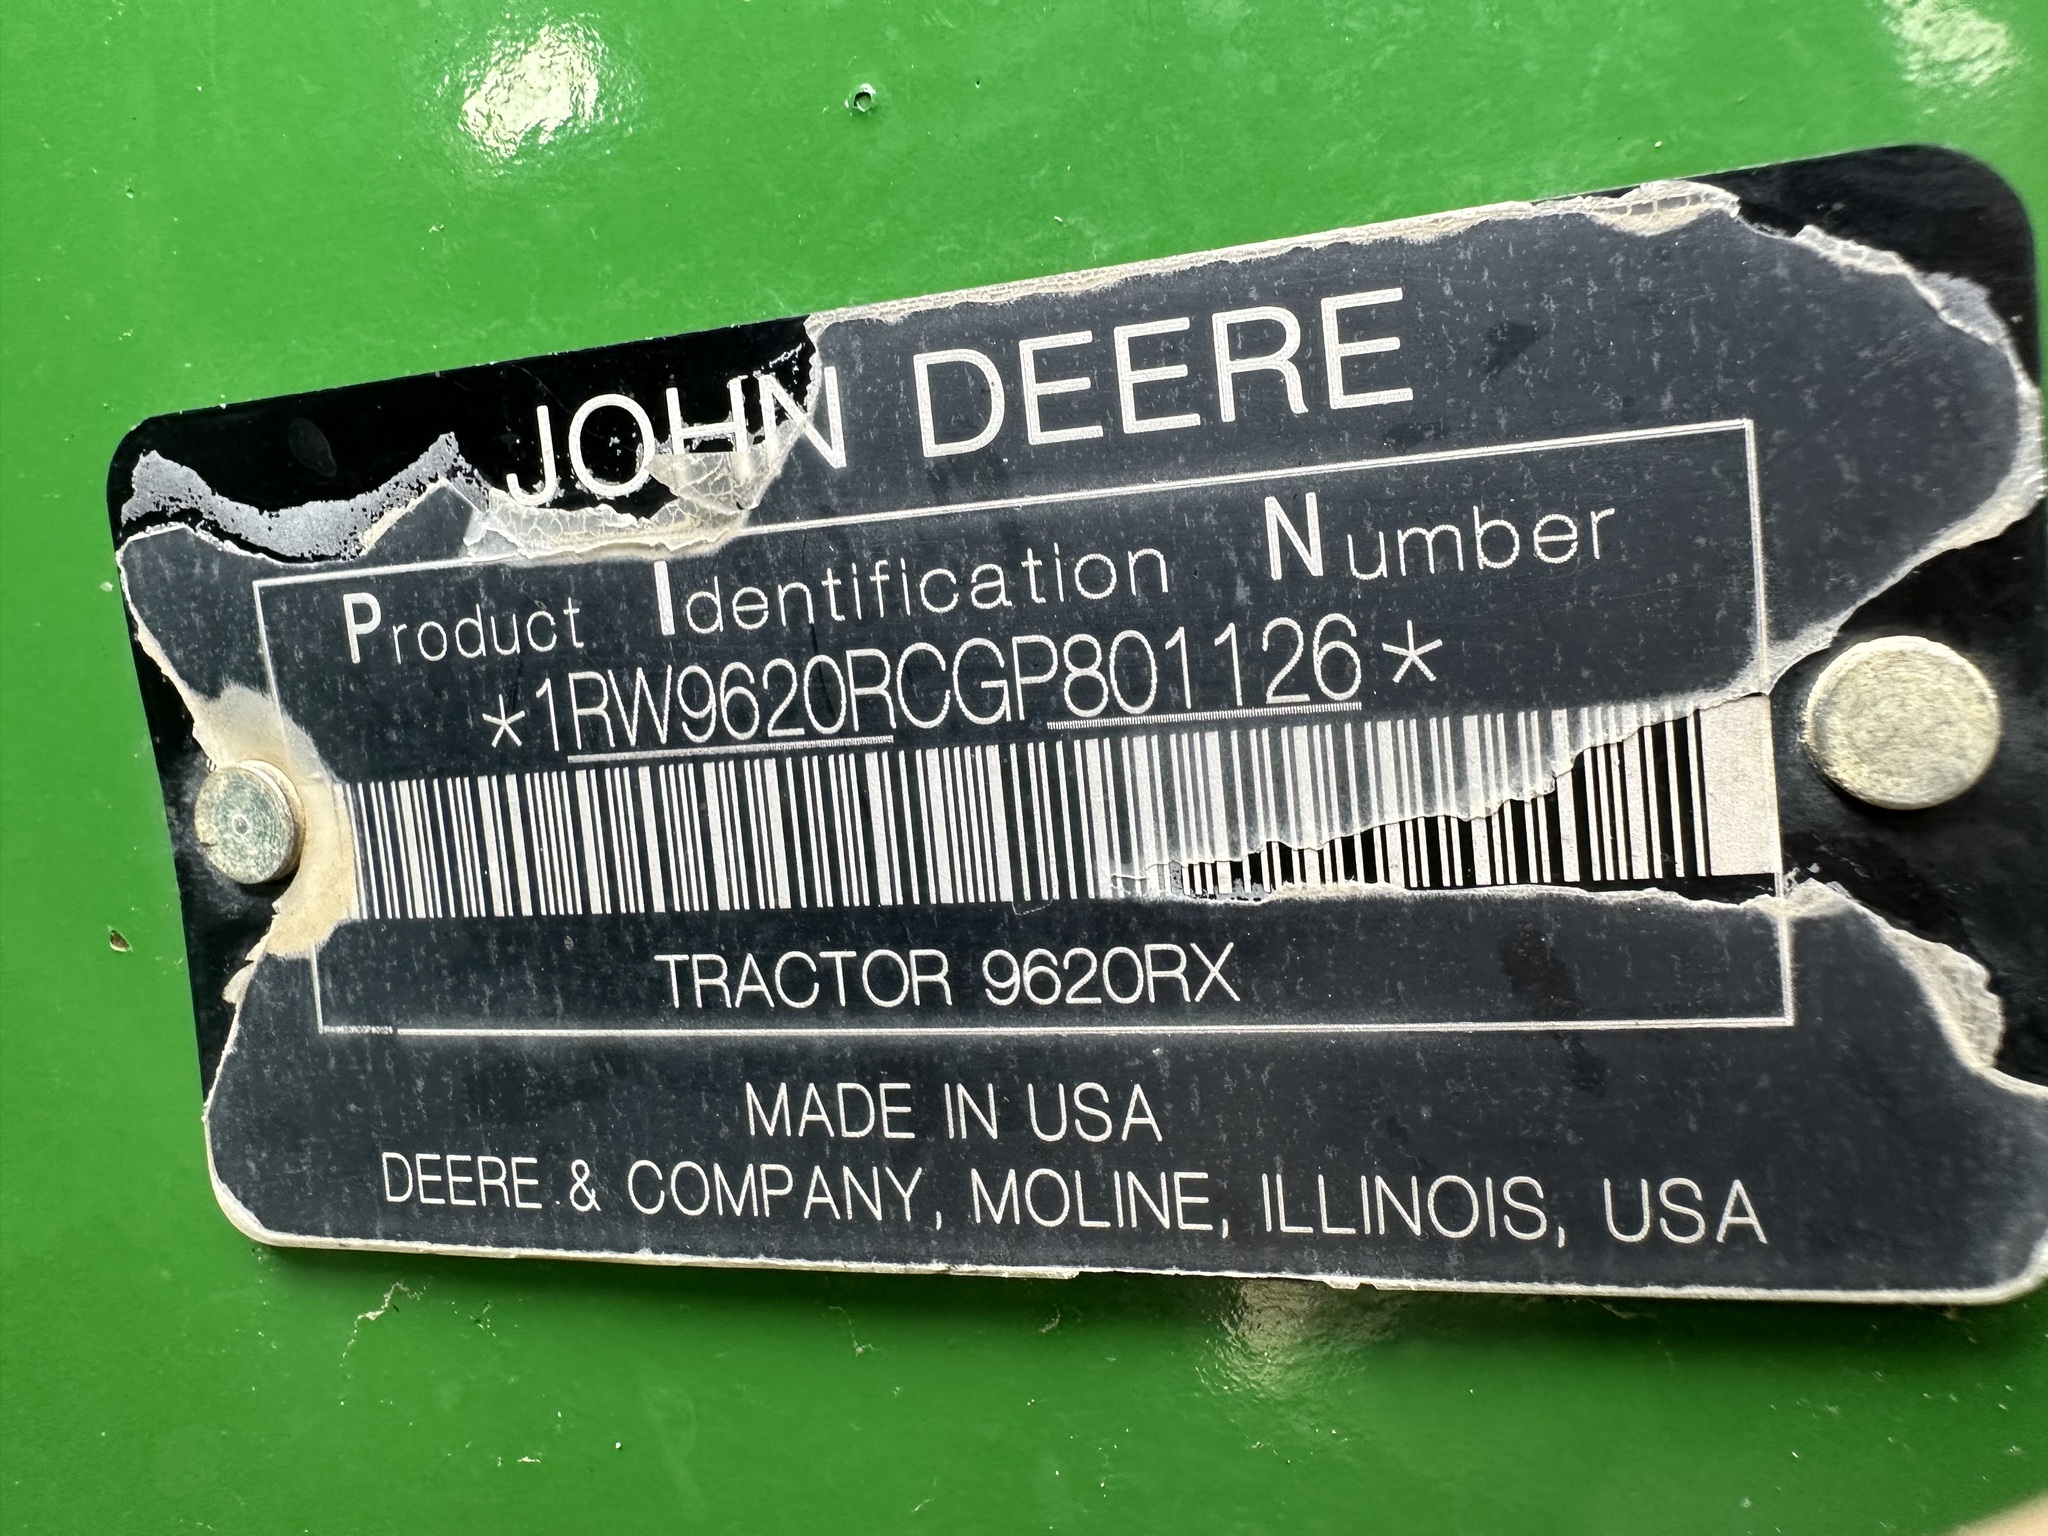 JOHN DEERE
Product Identification Number
*1RW9620RCGP801126*
TRACTOR 9620RX
MADE IN USA
DEERE & COMPANY, MOLINE, ILLINOIS, USA